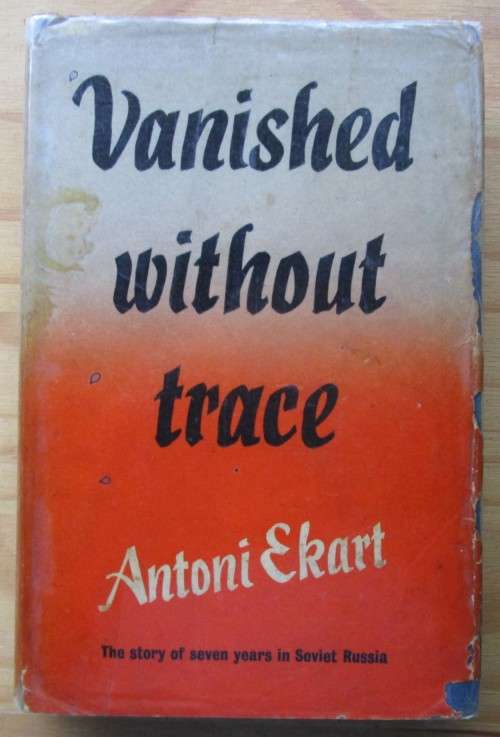 Vanished
without
trace
Antoni Ekart
The story of seven years in Soviet Russia